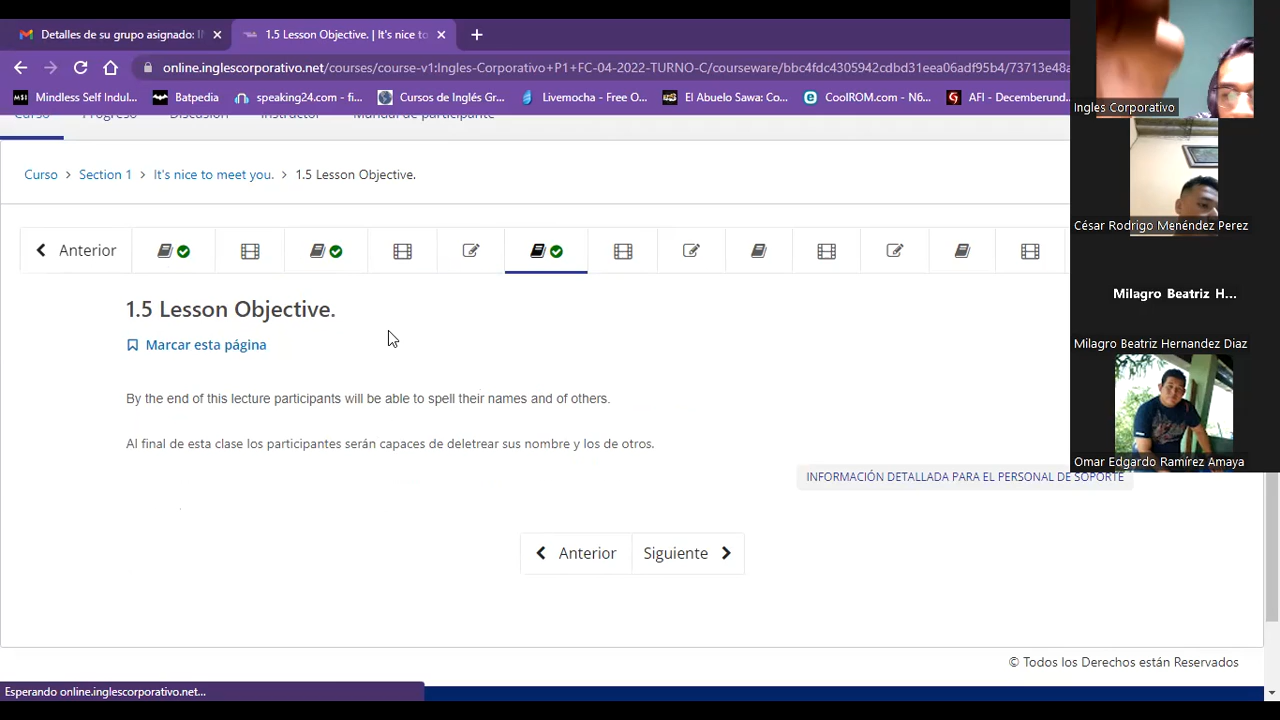 Detalles de su grupo asignado: I
1.5 Lesson Objective. | It's nice to
online.inglescorporativo.net/courses/course-v1:Ingles-Corporativo+P1+FC-04-2022-TURNO-C/courseware/bbc4fdc4305942cdbd31eea06adf95b4/73713e48a
Mindless Self Indul...
Batpedia
speaking24.com - fi...
Cursos de Inglés Gr...
Livemocha - Free O...
El Abuelo Sawa: Co...
CoolROM.com - N6...
AFI - Decemberund...
Curso
Progreso
Discusión
Instructor
Manual de participante
Curso > Section 1 > It's nice to meet you. > 1.5 Lesson Objective.
Anterior
1.5 Lesson Objective.
Marcar esta página
By the end of this lecture participants will be able to spell their names and of others.
Al final de esta clase los participantes serán capaces de deletrear sus nombre y los de otros.
INFORMACIÓN DETALLADA PARA EL PERSONAL DE SOPORTE
Anterior
Siguiente
© Todos los Derechos están Reservados
Esperando online.inglescorporativo.net...
Ingles Corporativo
César Rodrigo Menéndez Perez
Milagro Beatriz H...
Milagro Beatriz Hernandez Diaz
Omar Edgardo Ramírez Amaya